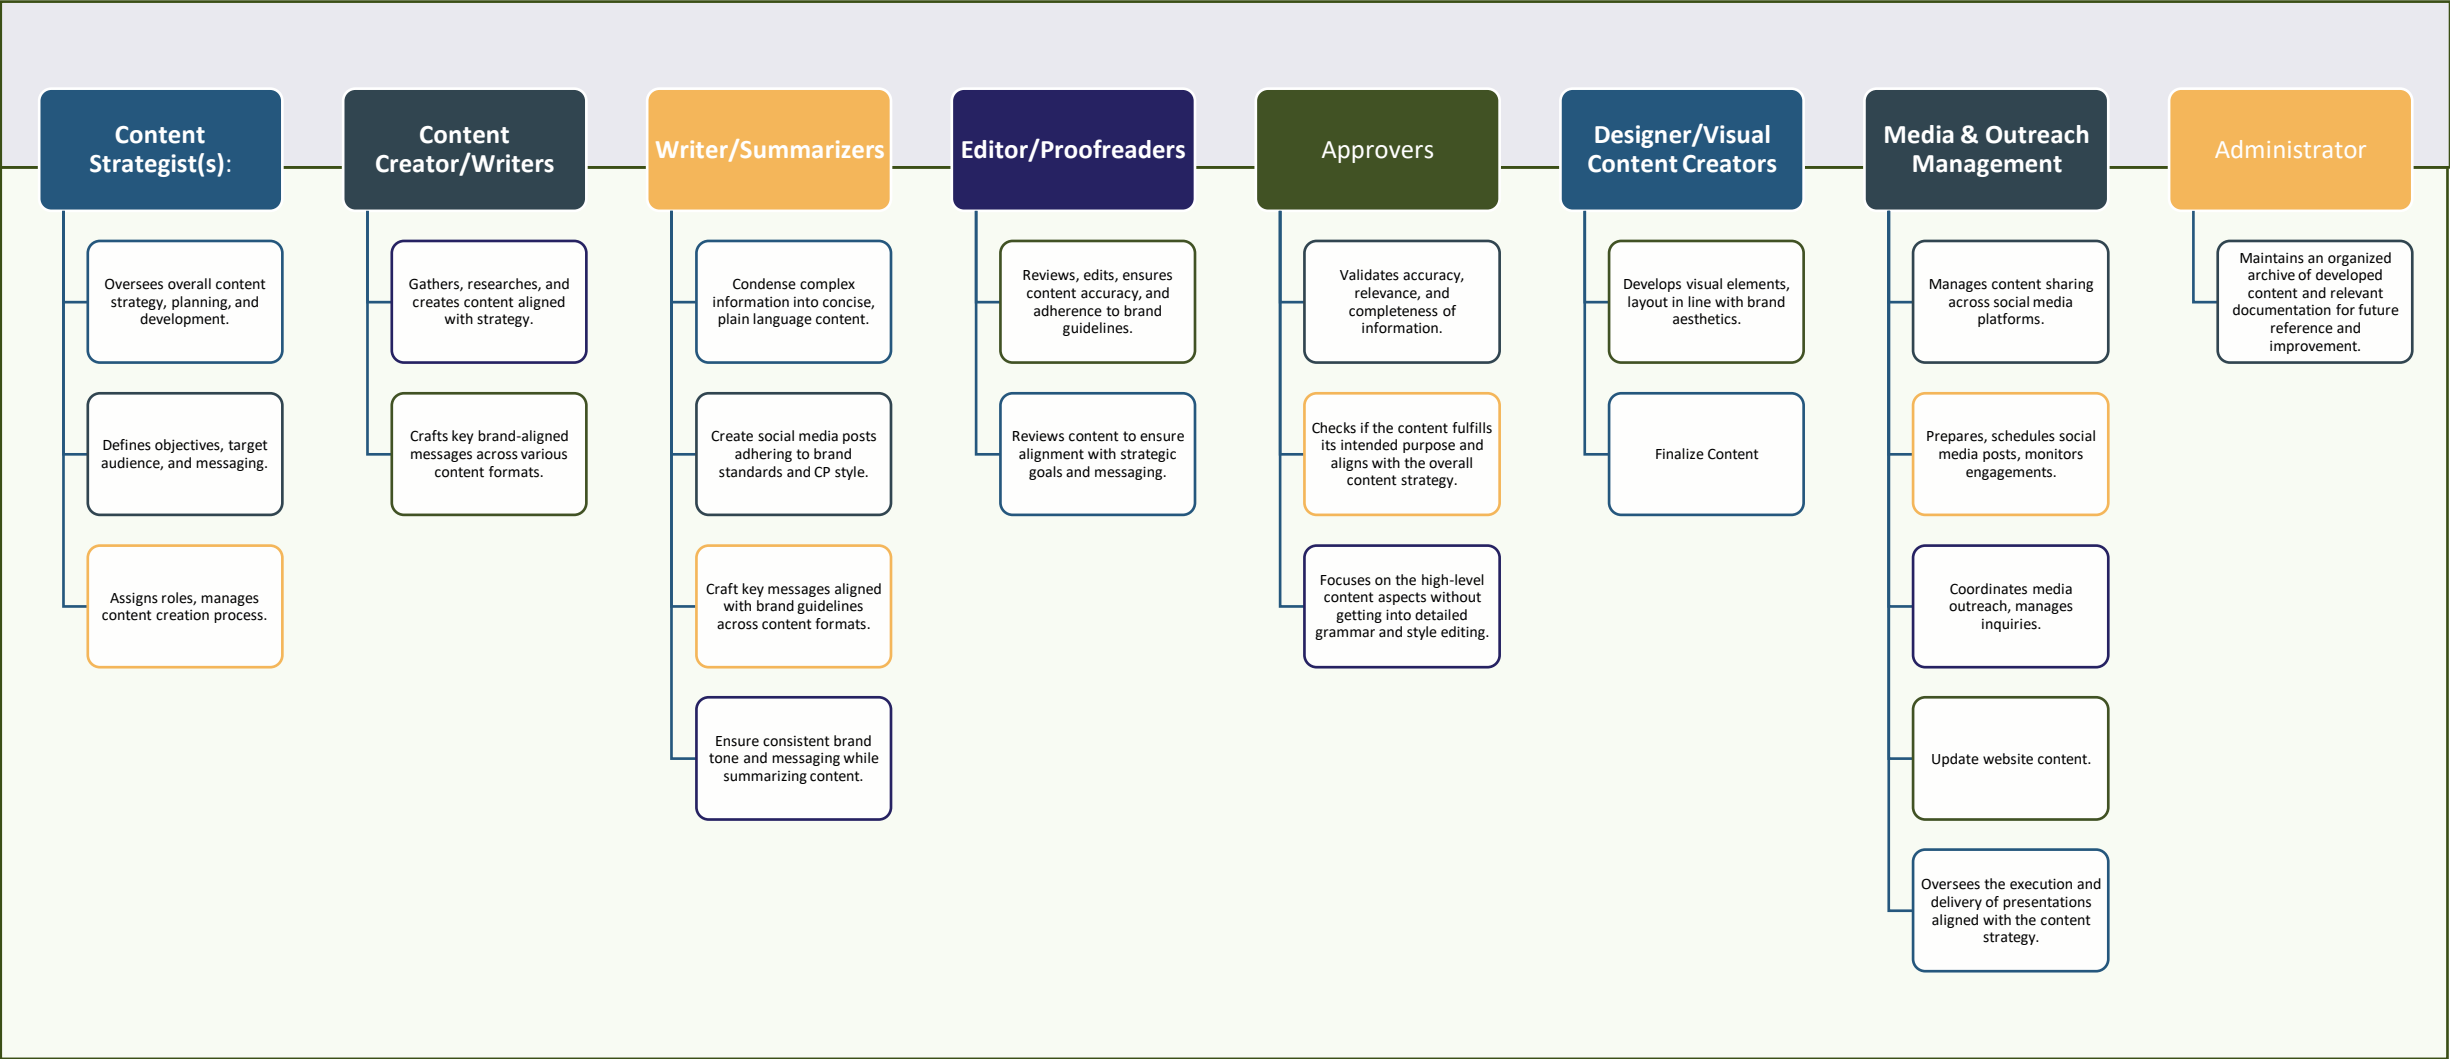 Content
Strategist(s):
Oversees overall content
strategy, planning, and
development.
Defines objectives, target
audience, and messaging.
Assigns roles, manages
content creation process.
Content
Creator/Writers
Gathers, researches, and
creates content aligned
with strategy.
Crafts key brand-aligned
messages across various
content formats.
Writer/Summarizers
Condense complex
information into concise,
plain language content.
Create social media posts
adhering to brand
standards and CP style.
Craft key messages aligned
with brand guidelines
across content formats.
Ensure consistent brand
tone and messaging while
summarizing content.
Editor/Proofreaders
Reviews, edits, ensures
content accuracy, and
adherence to brand
guidelines.
Reviews content to ensure
alignment with strategic
goals and messaging.
Approvers
Validates accuracy,
relevance, and
completeness of
information.
Checks if the content fulfills
its intended purpose and
aligns with the overall
content strategy.
Focuses on the high-level
content aspects without
getting into detailed
grammar and style editing.
Designer/Visual
Content Creators
Develops visual elements,
layout in line with brand
aesthetics.
Finalize Content
Media & Outreach
Management
Manages content sharing
across social media
platforms.
Prepares, schedules social
media posts, monitors
engagements.
Coordinates media
outreach, manages
inquiries.
Update website content.
Oversees the execution and
delivery of presentations
aligned with the content
strategy.
Administrator
Maintains an organized
archive of developed
content and relevant
documentation for future
reference and
improvement.